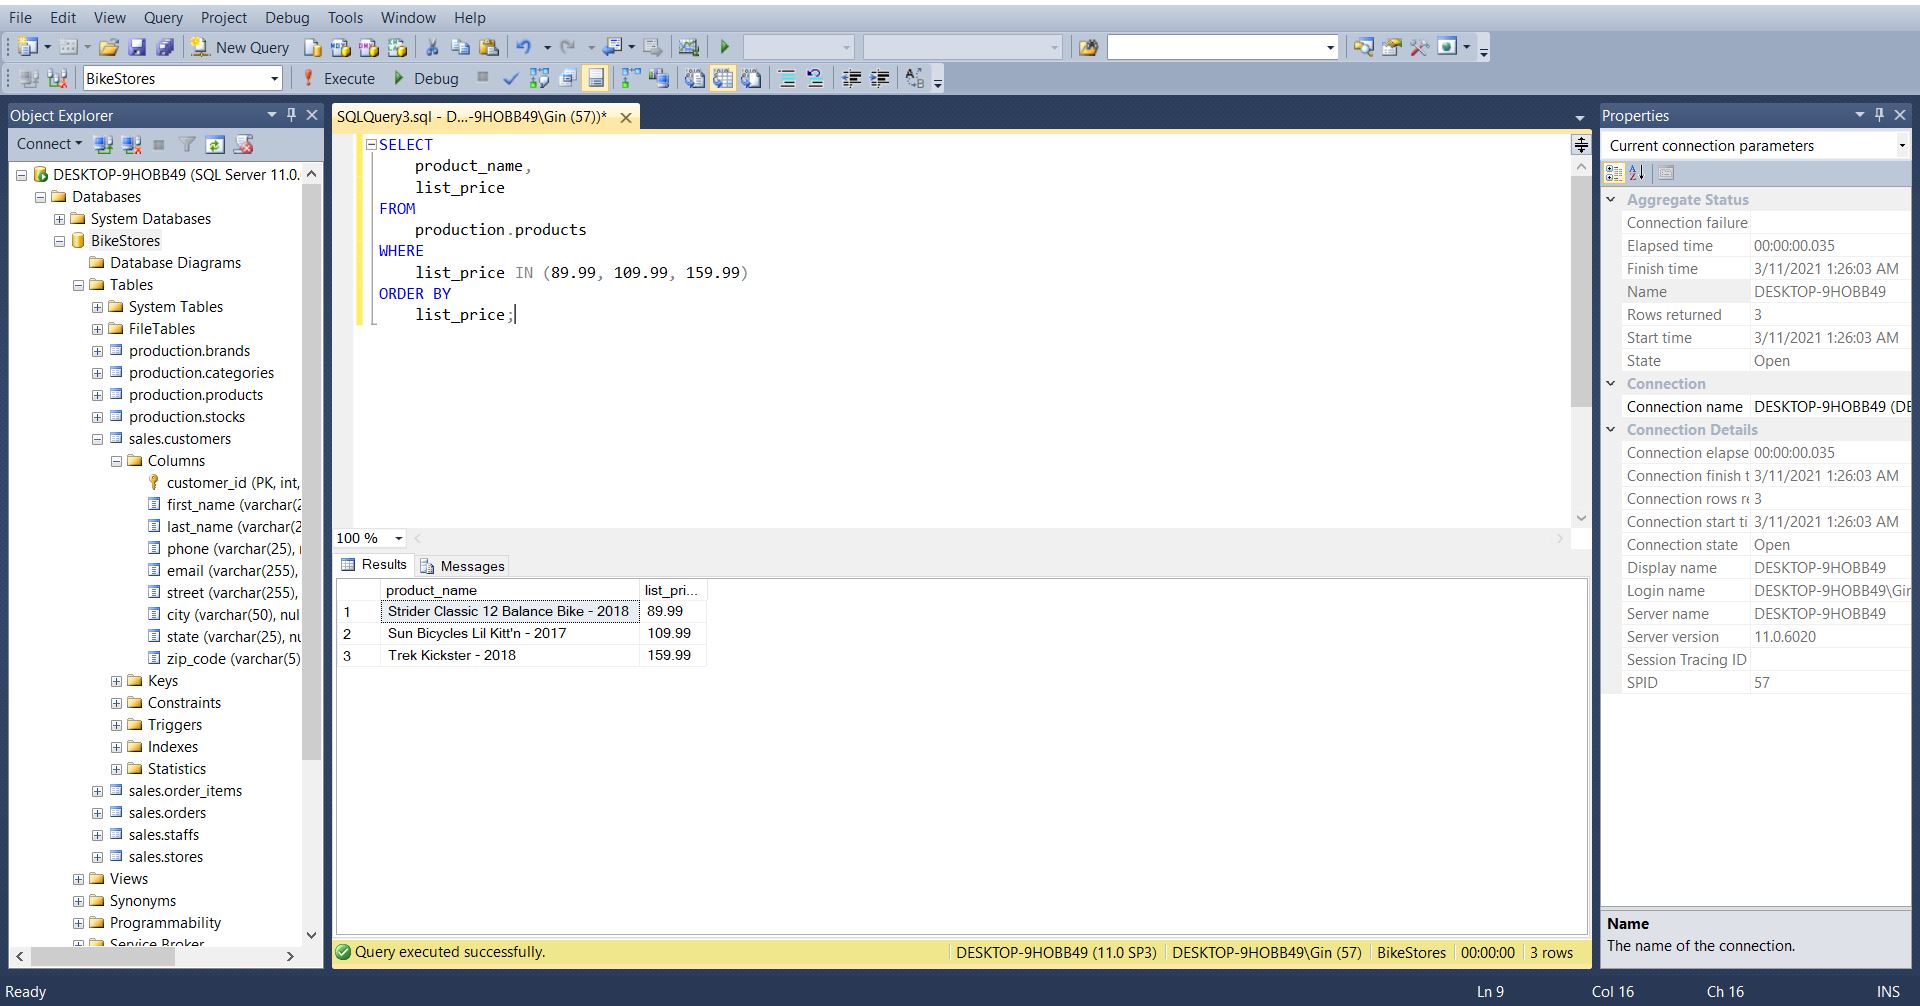 File Edit View Query Project Debug Tools Window Help
New Query
BikeStores Execute Debug
Object Explorer
Connect
DESKTOP-9HOBB49 (SQL Server 11.0.
Databases
System Databases
BikeStores
Database Diagrams
Tables
System Tables
FileTables
production.brands
production.categories
production.products
production.stocks
sales.customers
Columns
customer_id (PK, int,
first_name (varchar(2
last_name (varchar(2
phone (varchar(25),
email (varchar(255),
street (varchar(255),
city (varchar(50), nul
state (varchar(25), nu
zip_code (varchar(5)
Keys
Constraints
Triggers
Indexes
Statistics
sales.order_items
sales.orders
sales.staffs
sales.stores
Views
Synonyms
Programmability
Service Broker
SQLQuery3.sql - D...-9HOBB49\Gin (57))*
SELECT
product_name,
list_price
FROM
production.products
WHERE
list_price IN (89.99, 109.99, 159.99)
ORDER BY
list_price;
100 %
Results Messages
product_name list_pri...
1 Strider Classic 12 Balance Bike - 2018 89.99
2 Sun Bicycles Lil Kitt'n - 2017 109.99
3 Trek Kickster - 2018 159.99
Query executed successfully. DESKTOP-9HOBB49 (11.0 SP3) DESKTOP-9HOBB49\Gin (57) BikeStores 00:00:00 3 rows
Properties
Current connection parameters
Aggregate Status
Connection failure
Elapsed time 00:00:00.035
Finish time 3/11/2021 1:26:03 AM
Name DESKTOP-9HOBB49
Rows returned 3
Start time 3/11/2021 1:26:03 AM
State Open
Connection
Connection name DESKTOP-9HOBB49 (DE
Connection Details
Connection elapse 00:00:00.035
Connection finish t 3/11/2021 1:26:03 AM
Connection rows re 3
Connection start ti 3/11/2021 1:26:03 AM
Connection state Open
Display name DESKTOP-9HOBB49
Login name DESKTOP-9HOBB49\Gin
Server name DESKTOP-9HOBB49
Server version 11.0.6020
Session Tracing ID
SPID 57
Name
The name of the connection.
Ready Ln 9 Col 16 Ch 16 INS